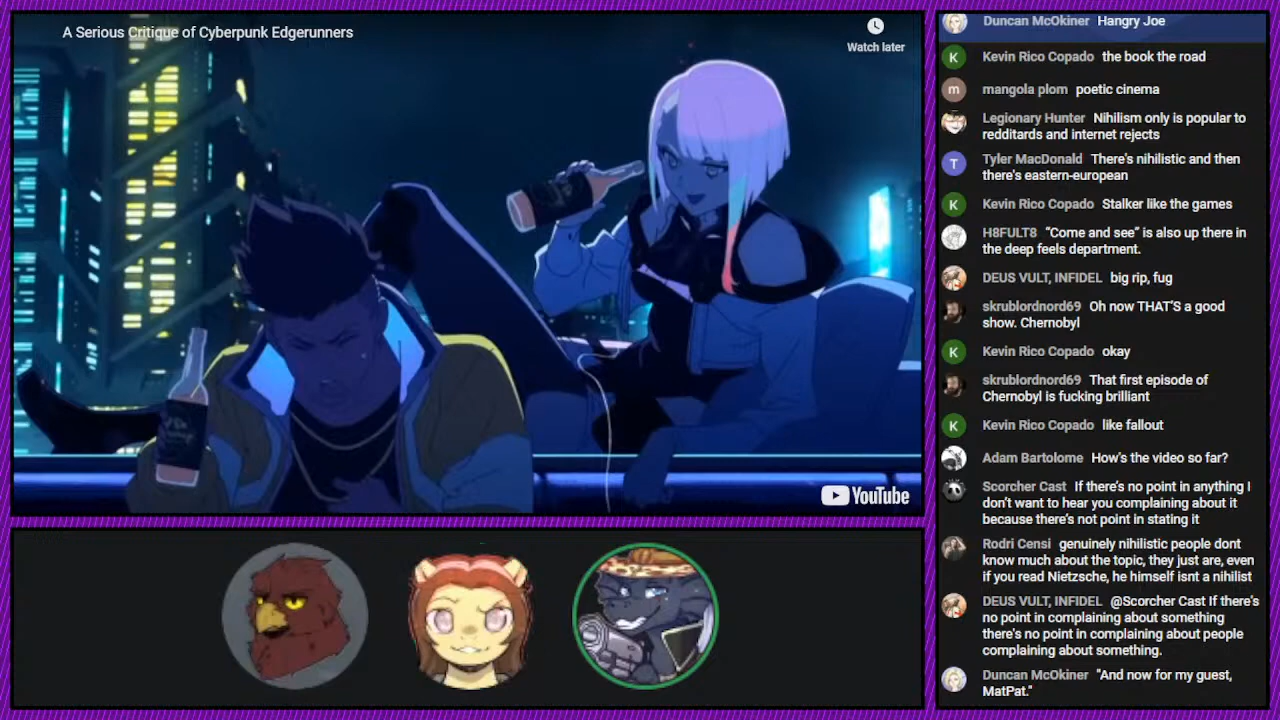 A Serious Critique of Cyberpunk Edgerunners
Watch later
YouTube
Duncan McOkiner Hangry Joe
K Kevin Rico Copado the book the road
m mangola plom poetic cinema
Legionary Hunter Nihilism only is popular to
redditards and internet rejects
T Tyler MacDonald There's nihilistic and then
there's eastern-european
K Kevin Rico Copado Stalker like the games
H8FULT8 “Come and see” is also up there in
the deep feels department.
DEUS VULT, INFIDEL big rip, fug
skrublordnord69 Oh now THAT'S a good
show. Chernobyl
K Kevin Rico Copado okay
skrublordnord69 That first episode of
Chernobyl is fucking brilliant
K Kevin Rico Copado like fallout
Adam Bartolome How's the video so far?
Scorcher Cast If there’s no point in anything I
don’t want to hear you complaining about it
because there’s not point in stating it
Rodri Censi genuinely nihilistic people dont
know much about the topic, they just are, even
if you read Nietzsche, he himself isnt a nihilist
DEUS VULT, INFIDEL @Scorcher Cast If there's
no point in complaining about something
there's no point in complaining about people
complaining about something.
Duncan McOkiner "And now for my guest,
MatPat."